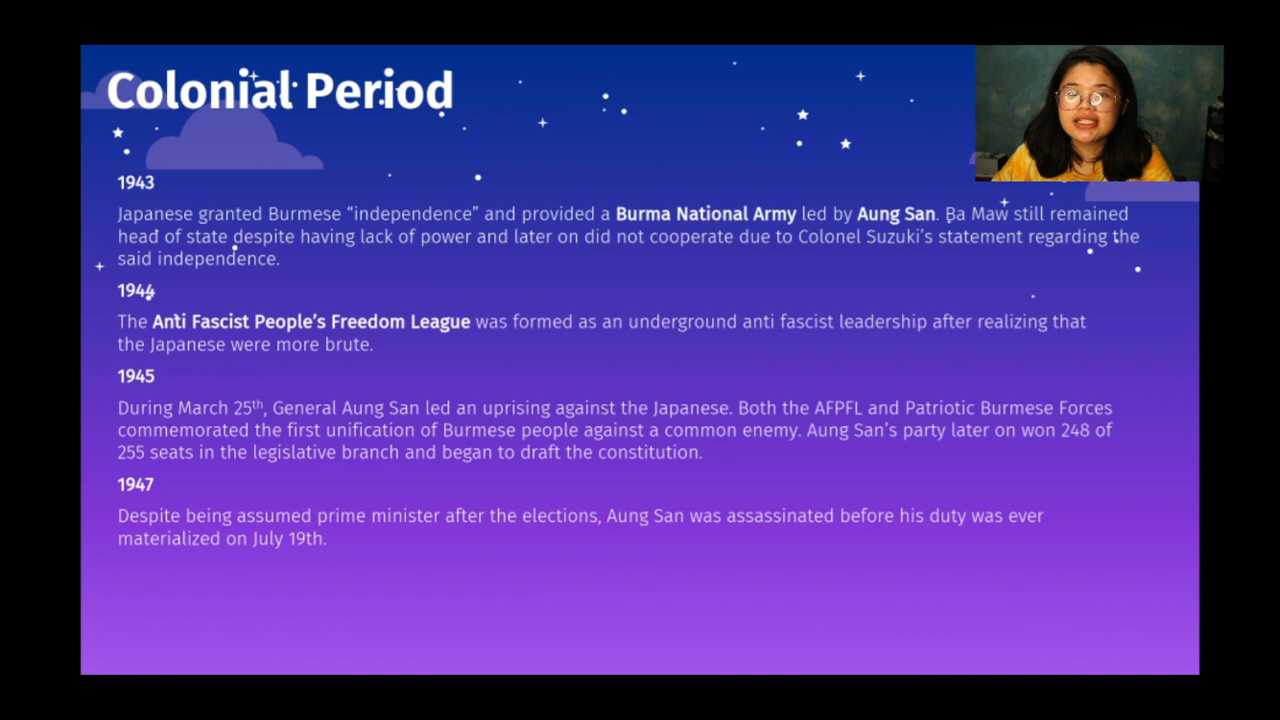 Colonial Period
1943
Japanese granted Burmese “independence” and provided a Burma National Army led by Aung San. Ba Maw still remained
head of state despite having lack of power and later on did not cooperate due to Colonel Suzuki’s statement regarding the
said independence.
1944
The Anti Fascist People’s Freedom League was formed as an underground anti fascist leadership after realizing that
the Japanese were more brute.
1945
During March 25th, General Aung San led an uprising against the Japanese. Both the AFPFL and Patriotic Burmese Forces
commemorated the first unification of Burmese people against a common enemy. Aung San’s party later on won 248 of
255 seats in the legislative branch and began to draft the constitution.
1947
Despite being assumed prime minister after the elections, Aung San was assassinated before his duty was ever
materialized on July 19th.